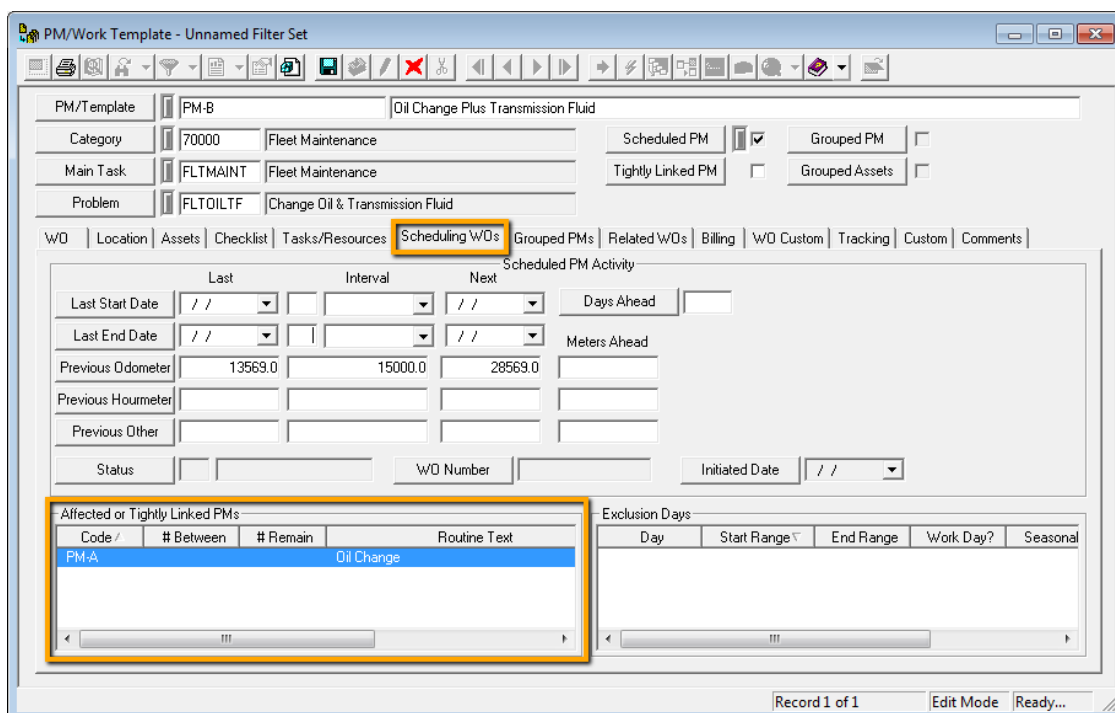 PM/Work Template - Unnamed Filter Set
PM/Template PM-B Oil Change Plus Transmission Fluid
Category 70000 Fleet Maintenance Scheduled PM Grouped PM
Main Task FLTMAINT Fleet Maintenance Tightly Linked PM Grouped Assets
Problem FLTOILTF Change Oil & Transmission Fluid
WO Location Assets Checklist Tasks/Resources Scheduling WOs Grouped PMs Related WOs Billing WO Custom Tracking Custom Comments
Scheduled PM Activity
Last Interval Next
Last Start Date / / / / Days Ahead
Last End Date / / / / Meters Ahead
Previous Odometer 13569.0 15000.0 28569.0
Previous Hourmeter
Previous Other
Status WO Number Initiated Date / /
Affected or Tightly Linked PMs Exclusion Days
Code # Between # Remain Routine Text Day Start Range End Range Work Day? Seasonal
PM-A Oil Change
Record 1 of 1 Edit Mode Ready...